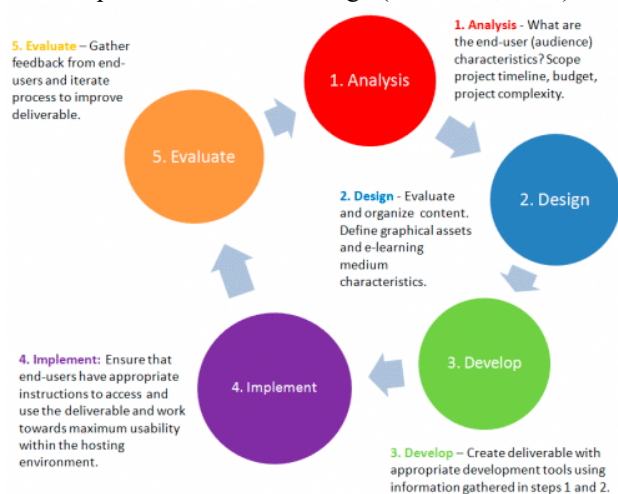 1. Analysis - What are
the end-user (audience)
characteristics? Scope
project timeline, budget,
project complexity.
1. Analysis
5. Evaluate – Gather
feedback from end-
users and iterate
process to improve
deliverable.
5. Evaluate
2. Design - Evaluate
and organize content.
Define graphical assets
and e-learning
medium
characteristics.
2. Design
4. Implement: Ensure that
end-users have appropriate
instructions to access and
use the deliverable and work
towards maximum usability
within the hosting
environment.
4. Implement
3. Develop
3. Develop – Create deliverable with
appropriate development tools using
information gathered in steps 1 and 2.